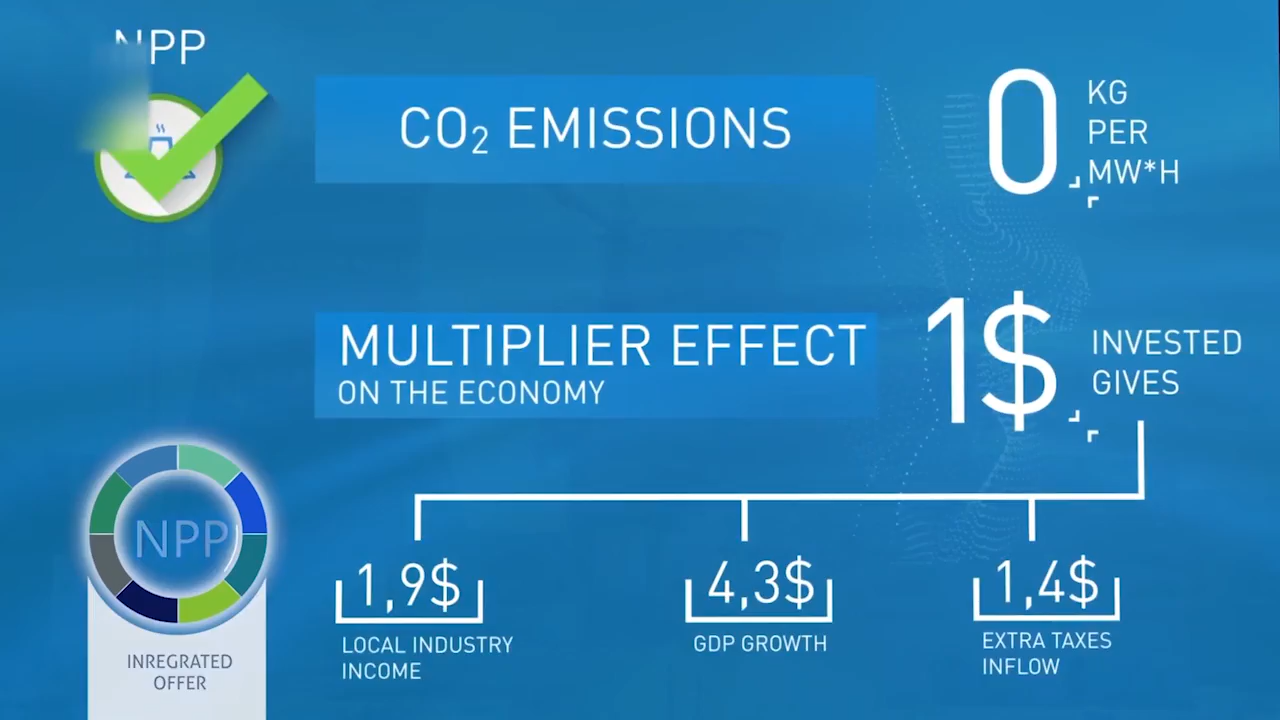 NPP
CO₂ EMISSIONS
0
KG
PER
MW*H
MULTIPLIER EFFECT
ON THE ECONOMY
1$
INVESTED
GIVES
NPP
INREGRATED
OFFER
1,9$
LOCAL INDUSTRY
INCOME
4,3$
GDP GROWTH
1,4$
EXTRA TAXES
INFLOW